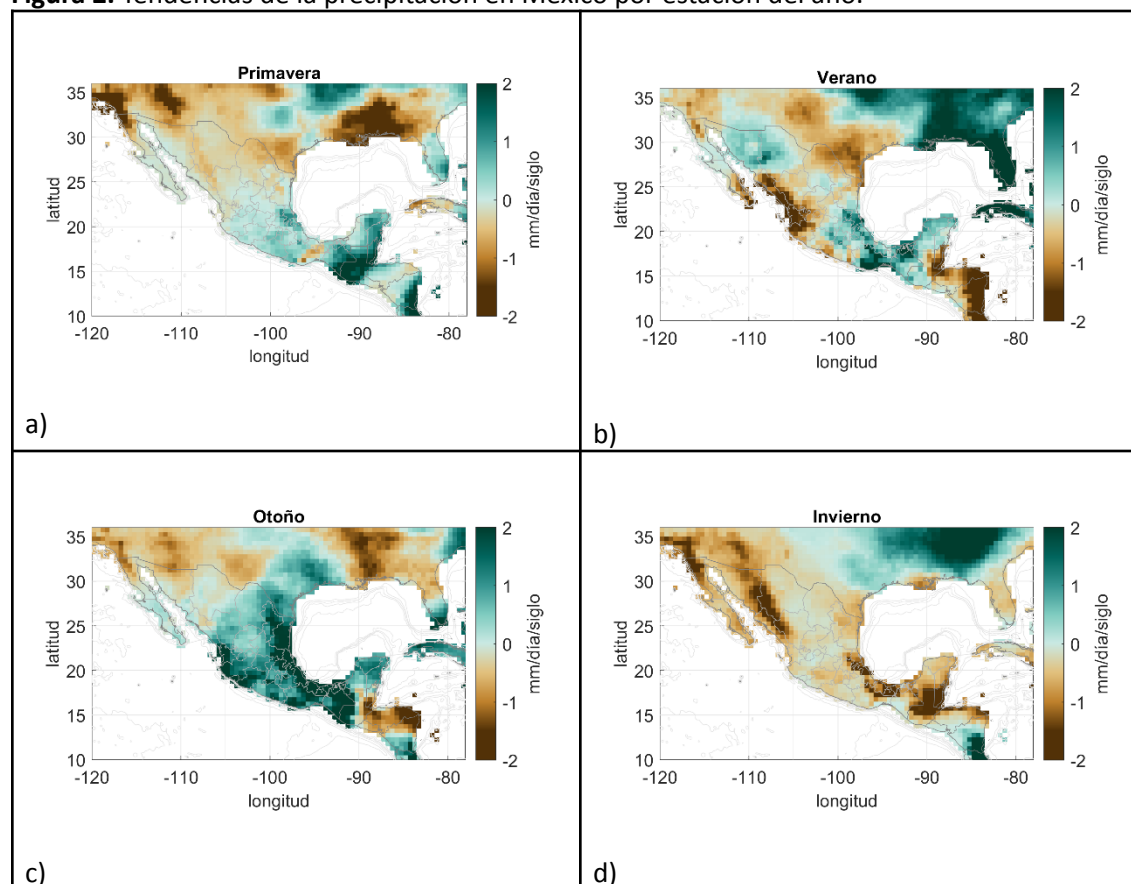 Figura 2. Tendencias de la precipitación en México por estación del año.
Primavera
35
30
25
20
15
10
latitud
-120 -110 -100 -90 -80
longitud
2
1
0
-1
-2
mm/día/siglo
a)
Verano
35
30
25
20
15
10
latitud
-120 -110 -100 -90 -80
longitud
2
1
0
-1
-2
mm/día/siglo
b)
Otoño
35
30
25
20
15
10
latitud
-120 -110 -100 -90 -80
longitud
2
1
0
-1
-2
mm/día/siglo
c)
Invierno
35
30
25
20
15
10
latitud
-120 -110 -100 -90 -80
longitud
2
1
0
-1
-2
mm/día/siglo
d)